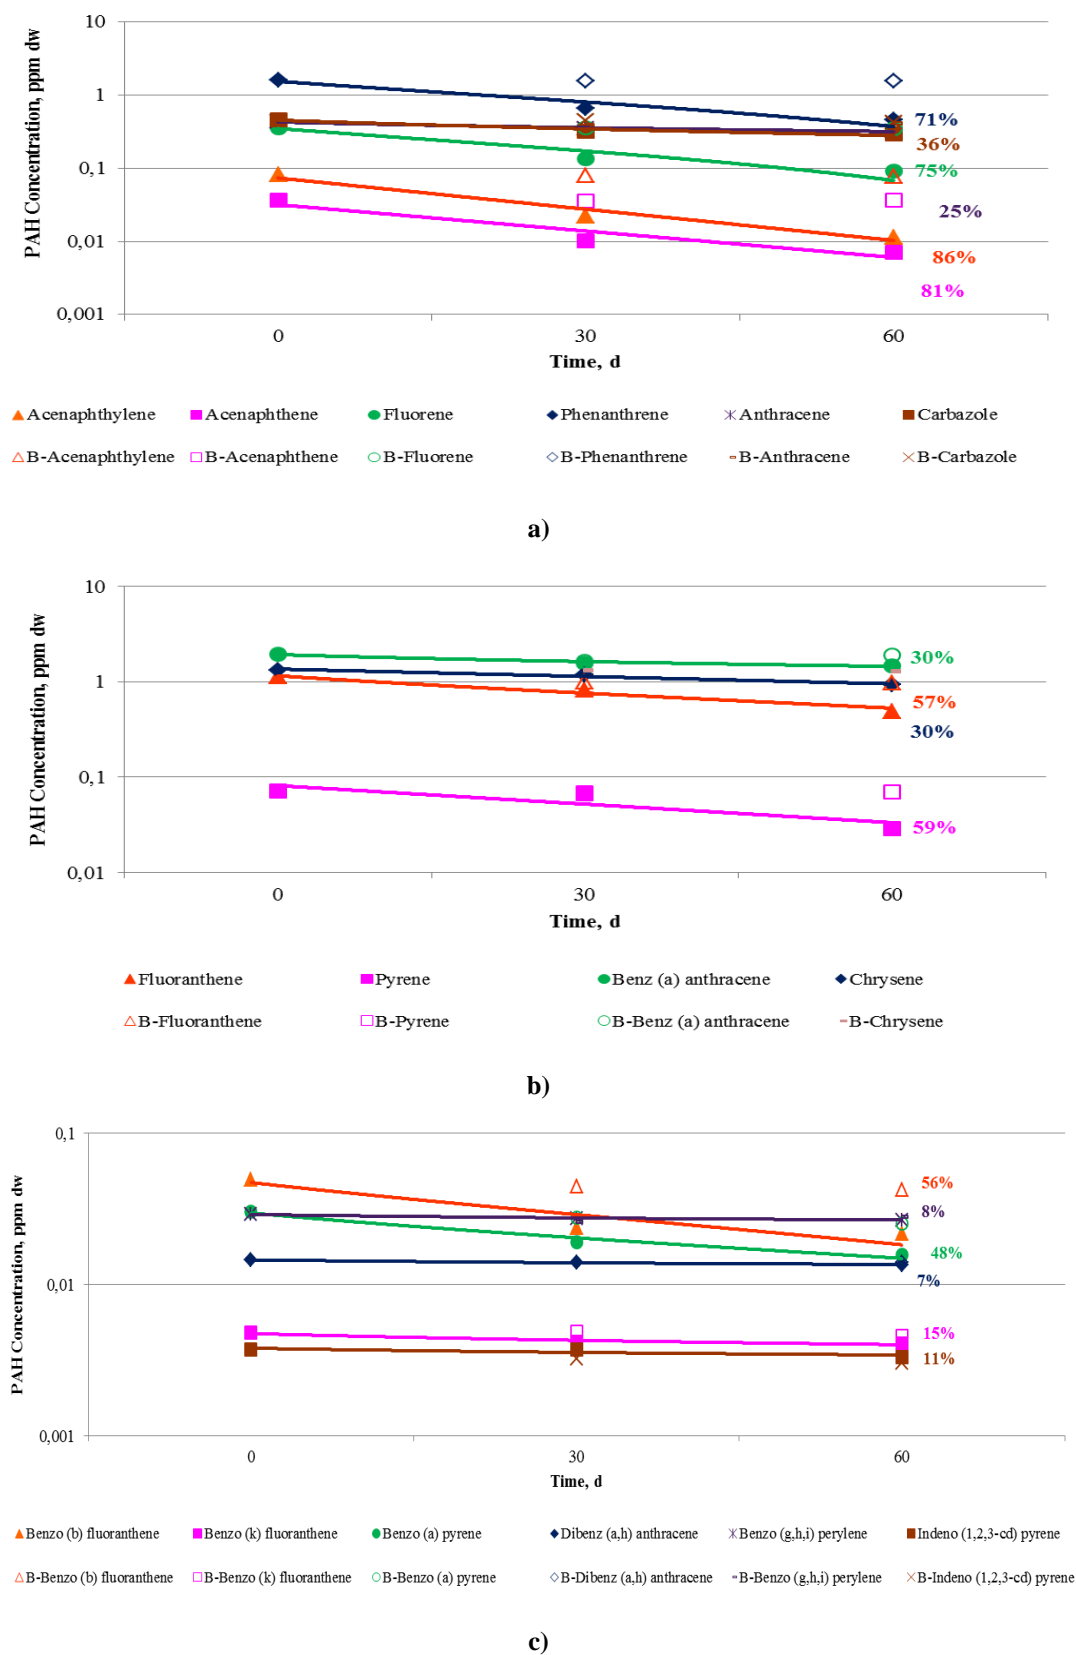 10
1
0,1
0,01
0,001
PAH Concentration, ppm dw
71%
36%
75%
25%
86%
81%
0 30 60
Time, d
Acenaphthylene Acenaphthene Fluorene Phenanthrene Anthracene Carbazole
B-Acenaphthylene B-Acenaphthene B-Fluorene B-Phenanthrene B-Anthracene B-Carbazole
a)
10
1
0,1
0,01
PAH Concentration, ppm dw
30%
57%
30%
59%
0 30 60
Time, d
Fluoranthene Pyrene Benz (a) anthracene Chrysene
B-Fluoranthene B-Pyrene B-Benz (a) anthracene B-Chrysene
b)
0,1
0,01
0,001
PAH Concentration, ppm dw
56%
8%
48%
7%
15%
11%
0 30 60
Time, d
Benzo (b) fluoranthene Benzo (k) fluoranthene Benzo (a) pyrene Dibenz (a,h) anthracene Benzo (g,h,i) perylene Indeno (1,2,3-cd) pyrene
B-Benzo (b) fluoranthene B-Benzo (k) fluoranthene B-Benzo (a) pyrene B-Dibenz (a,h) anthracene B-Benzo (g,h,i) perylene B-Indeno (1,2,3-cd) pyrene
c)